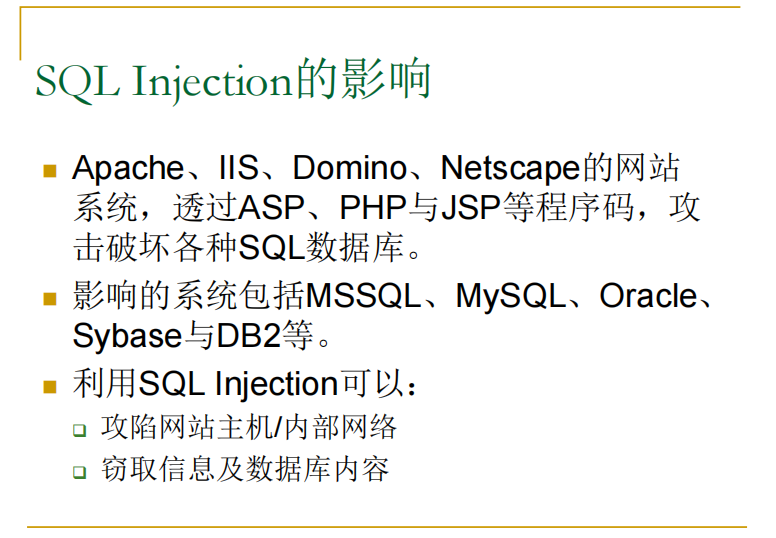 SQL Injection的影响
Apache、IIS、Domino、Netscape的网站
系统，透过ASP、PHP与JSP等程序码，攻
击破坏各种SQL数据库。
影响的系统包括MSSQL、MySQL、Oracle、
Sybase与DB2等。
利用SQL Injection可以：
攻陷网站主机/内部网络
窃取信息及数据库内容